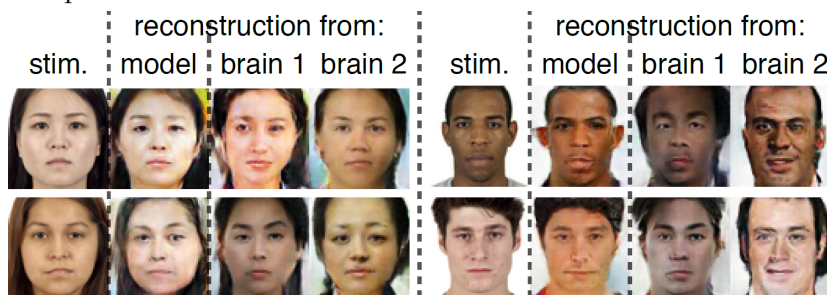 reconstruction from:
stim. model brain 1 brain 2
reconstruction from:
stim. model brain 1 brain 2